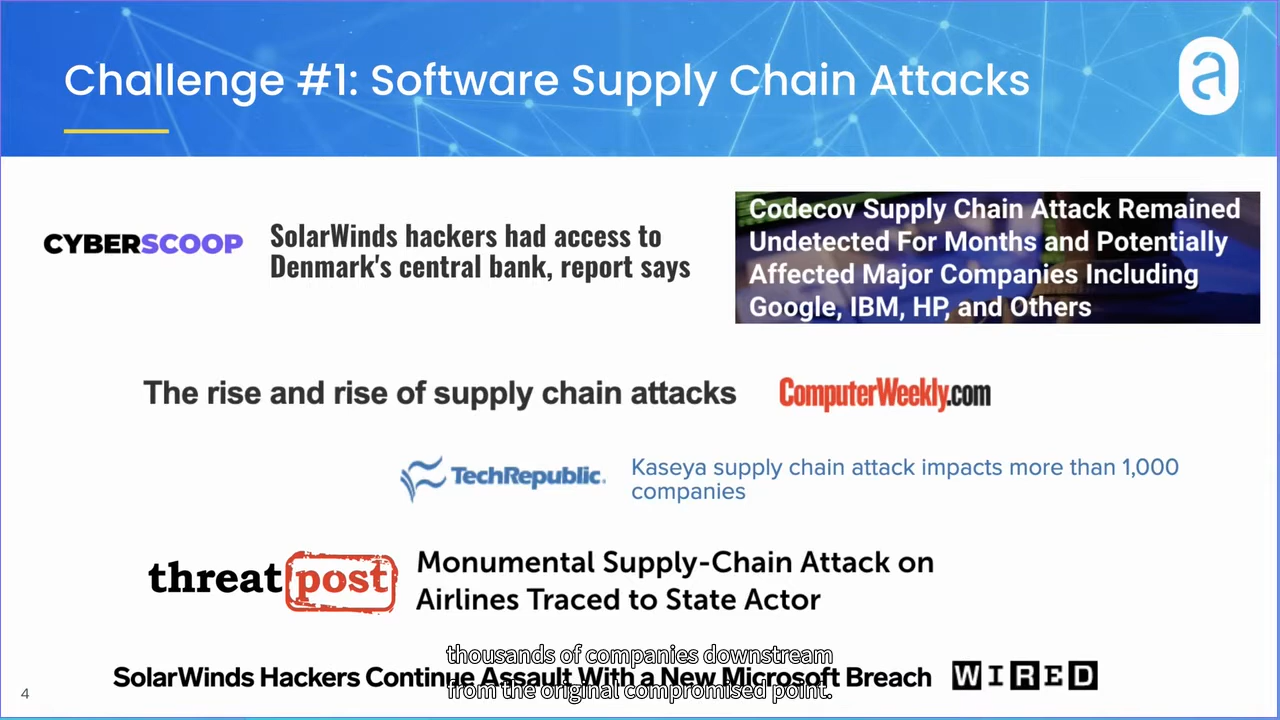 Challenge #1: Software Supply Chain Attacks
a
CYBERSCOOP
SolarWinds hackers had access to
Denmark's central bank, report says
Codecov Supply Chain Attack Remained
Undetected For Months and Potentially
Affected Major Companies Including
Google, IBM, HP, and Others
The rise and rise of supply chain attacks
ComputerWeekly.com
TechRepublic.
Kaseya supply chain attack impacts more than 1,000
companies
threatpost
Monumental Supply-Chain Attack on
Airlines Traced to State Actor
SolarWinds Hackers Continue Assault With a New Microsoft Breach
WIRED
thousands of companies downstream
from the original compromised point.
4